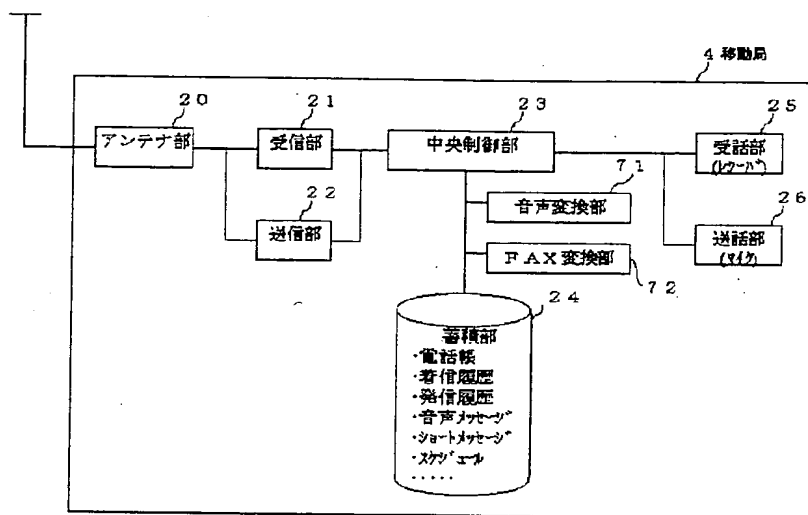 4 移動局
20
アンテナ部
21
受信部
22
送信部
23
中央制御部
25
受話部
(レシーバ)
26
送話部
(マイク)
71
音声変換部
72
FAX変換部
24
蓄積部
・電話帳
・着信履歴
・発信履歴
・音声メッセージ
・ショートメッセージ
・スケジュール
・・・・・